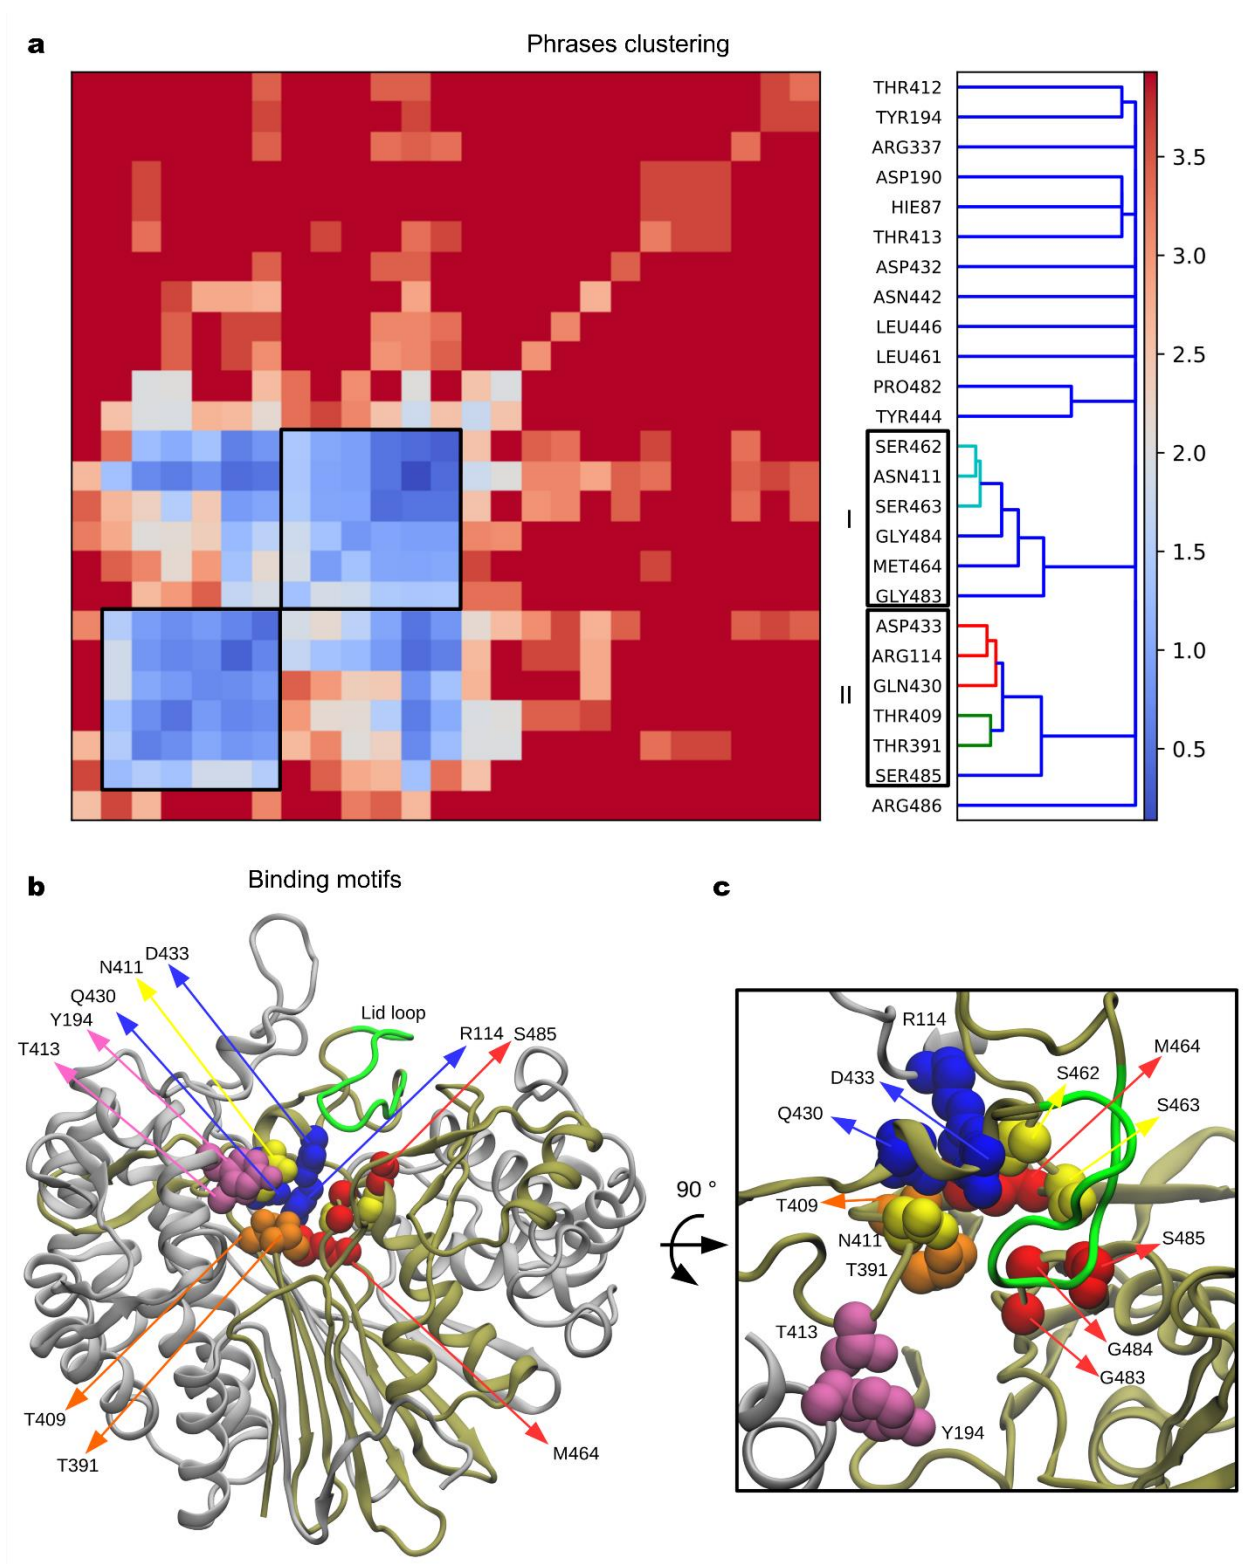 a
Phrases clustering
THR412
TYR194
ARG337
ASP190
HIE87
THR413
ASP432
ASN442
LEU446
LEU461
PRO482
TYR444
SER462
ASN411
SER463
GLY484
MET464
GLY483
ASP433
ARG114
GLN430
THR409
THR391
SER485
ARG486
I
II
3.5
3.0
2.5
2.0
1.5
1.0
0.5
b
Binding motifs
D433
N411
Q430
Y194
T413
Lid loop
R114
S485
T409
T391
M464
90 °
c
R114
M464
D433
S462
Q430
S463
T409
N411
S485
T391
T413
G484
G483
Y194